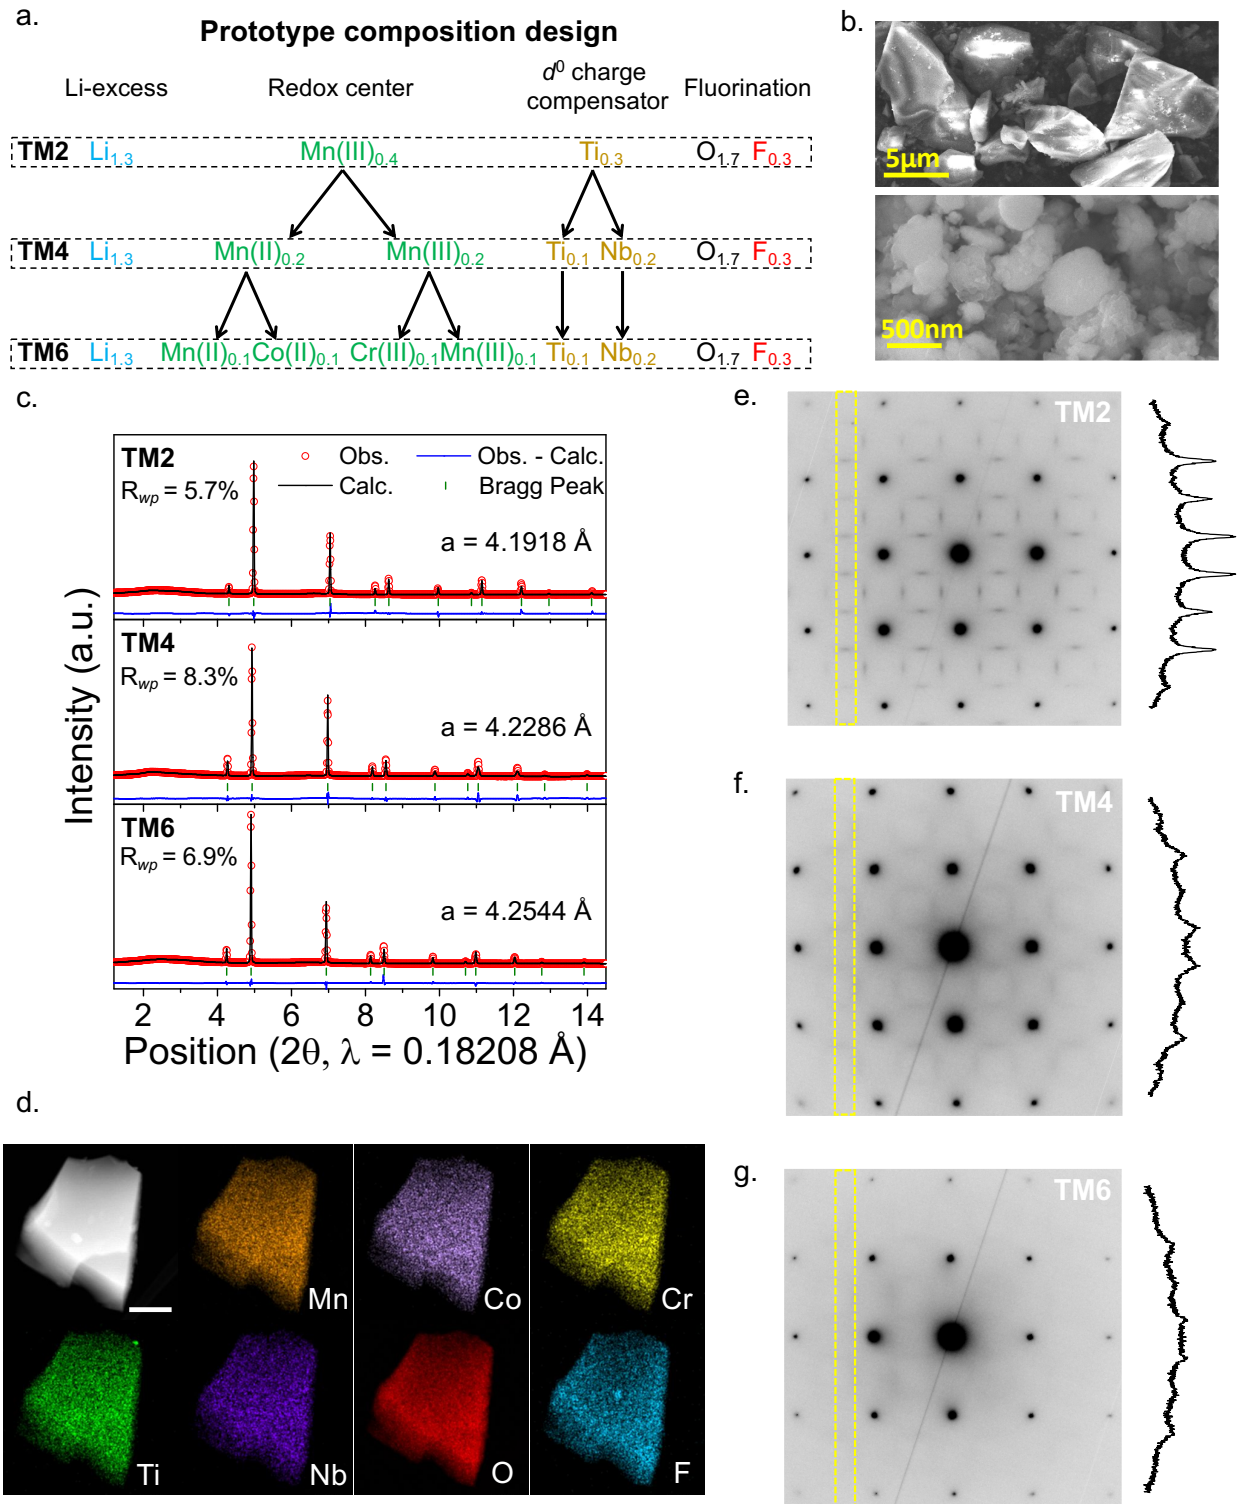 a.
Prototype composition design
Li-excess Redox center d⁰ charge compensator Fluorination
TM2 Li₁.₃ Mn(III)₀.₄ Ti₀.₃ O₁.₇ F₀.₃
TM4 Li₁.₃ Mn(II)₀.₂ Mn(III)₀.₂ Ti₀.₁ Nb₀.₂ O₁.₇ F₀.₃
TM6 Li₁.₃ Mn(II)₀.₁Co(II)₀.₁ Cr(III)₀.₁Mn(III)₀.₁ Ti₀.₁ Nb₀.₂ O₁.₇ F₀.₃
b.
5μm
500nm
c.
TM2
R_wp = 5.7%
Obs.
Calc.
Obs. - Calc.
Bragg Peak
a = 4.1918 Å
TM4
R_wp = 8.3%
a = 4.2286 Å
TM6
R_wp = 6.9%
a = 4.2544 Å
Intensity (a.u.)
2 4 6 8 10 12 14
Position (2θ, λ = 0.18208 Å)
d.
Mn
Co
Cr
Ti
Nb
O
F
e.
TM2
f.
TM4
g.
TM6